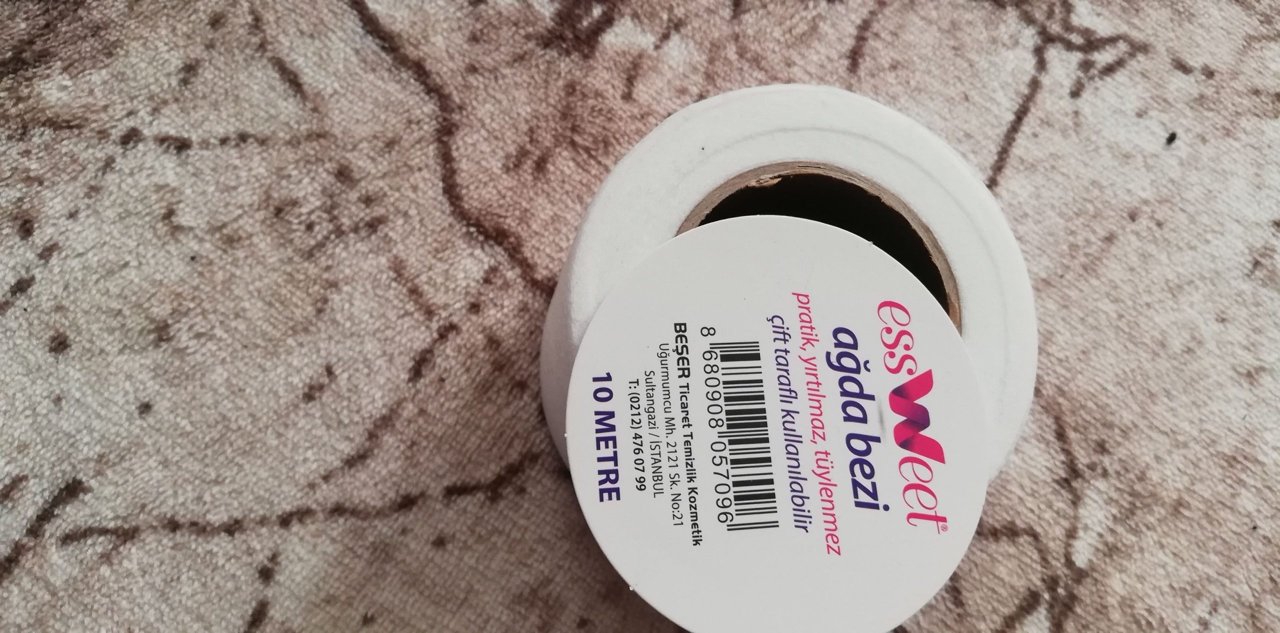 essWeet®
ağda bezi
pratik, yırtılmaz, tüylenmez
çift taraflı kullanılabilir
8 680908 057096
BEŞER Ticaret Temizlik Kozmetik
Uğurmumcu Mh. 2121 Sk. No:21
Sultangazi / İSTANBUL
T: (0212) 476 07 99
10 METRE